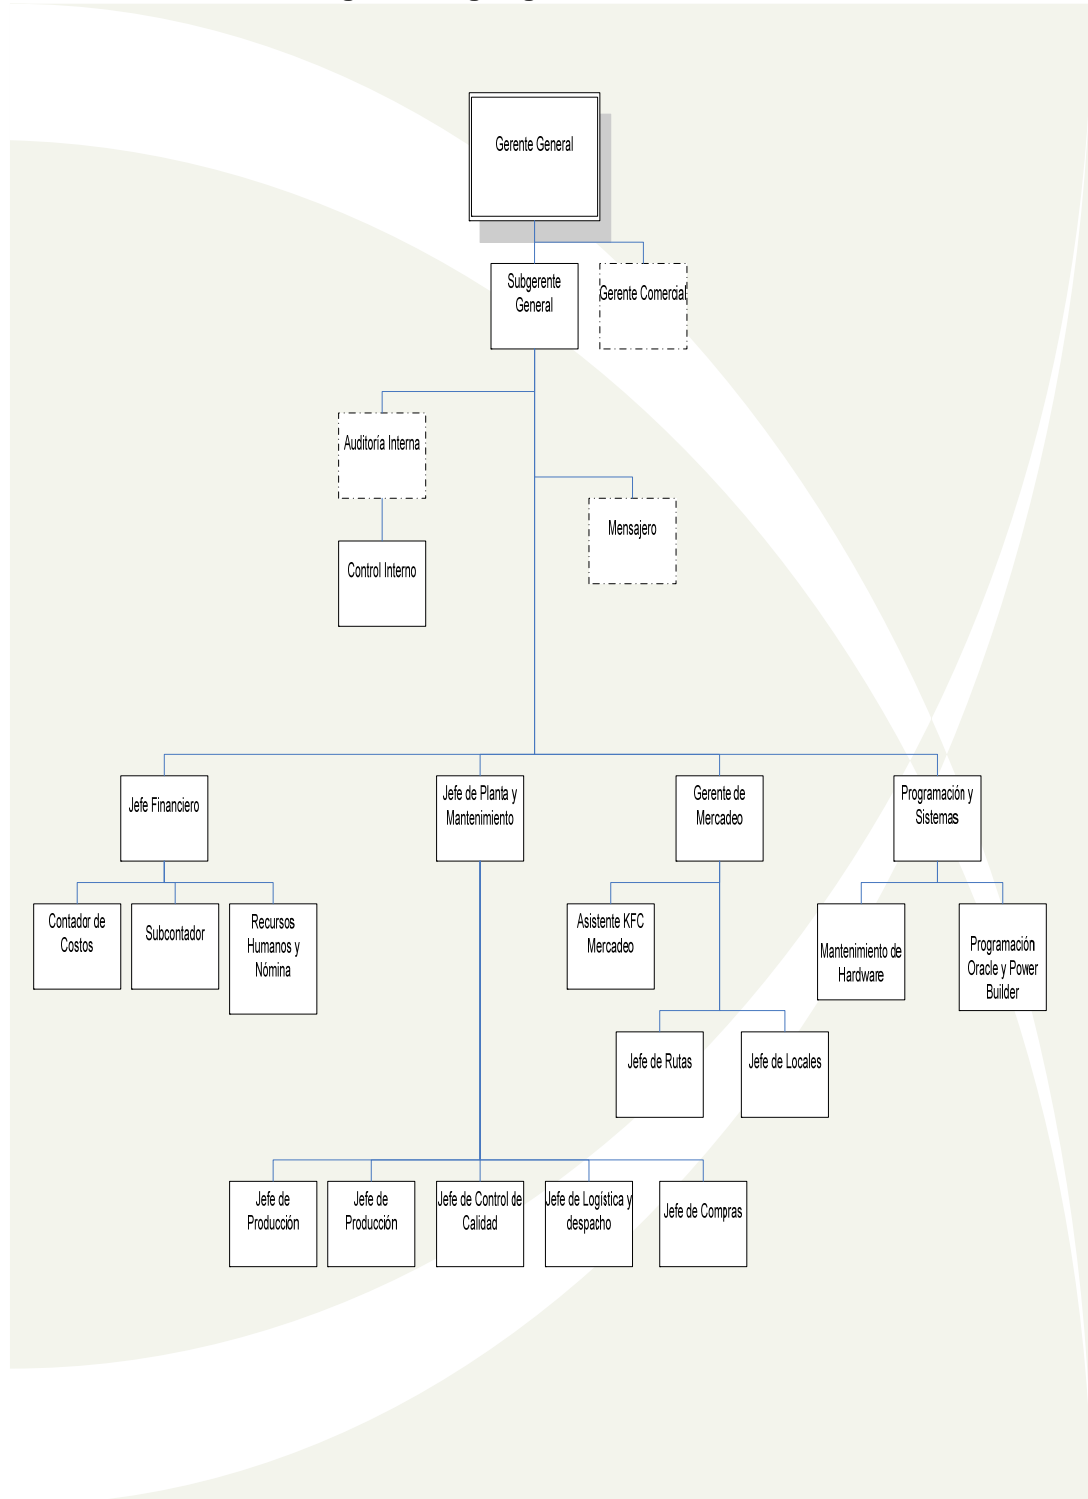 Gerente General
Subgerente
General
Gerente Comercial
Auditoría Interna
Mensajero
Control Interno
Jefe Financiero
Jefe de Planta y
Mantenimiento
Gerente de
Mercadeo
Programación y
Sistemas
Contador de
Costos
Subcontador
Recursos
Humanos y
Nómina
Asistente KFC
Mercadeo
Mantenimiento de
Hardware
Programación
Oracle y Power
Builder
Jefe de Rutas
Jefe de Locales
Jefe de
Producción
Jefe de
Producción
Jefe de Control de
Calidad
Jefe de Logística y
despacho
Jefe de Compras